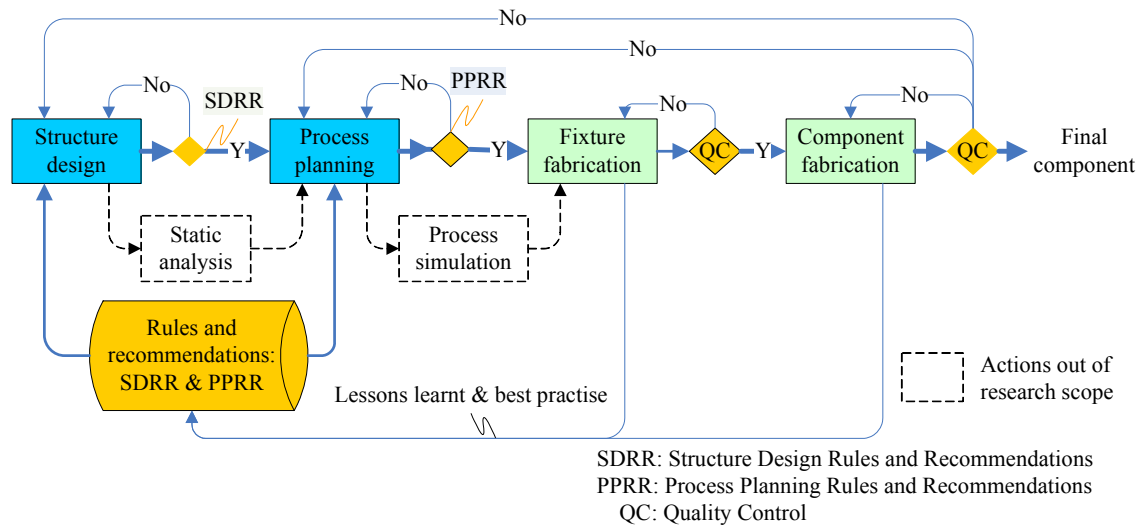 No
No
No
SDRR
No
PPRR
No
No
Structure
design
Y
Process
planning
Y
Fixture
fabrication
QC
Y
Component
fabrication
QC
Final
component
Static
analysis
Process
simulation
Rules and
recommendations:
SDRR & PPRR
Lessons learnt & best practise
Actions out of
research scope
SDRR: Structure Design Rules and Recommendations
PPRR: Process Planning Rules and Recommendations
QC: Quality Control